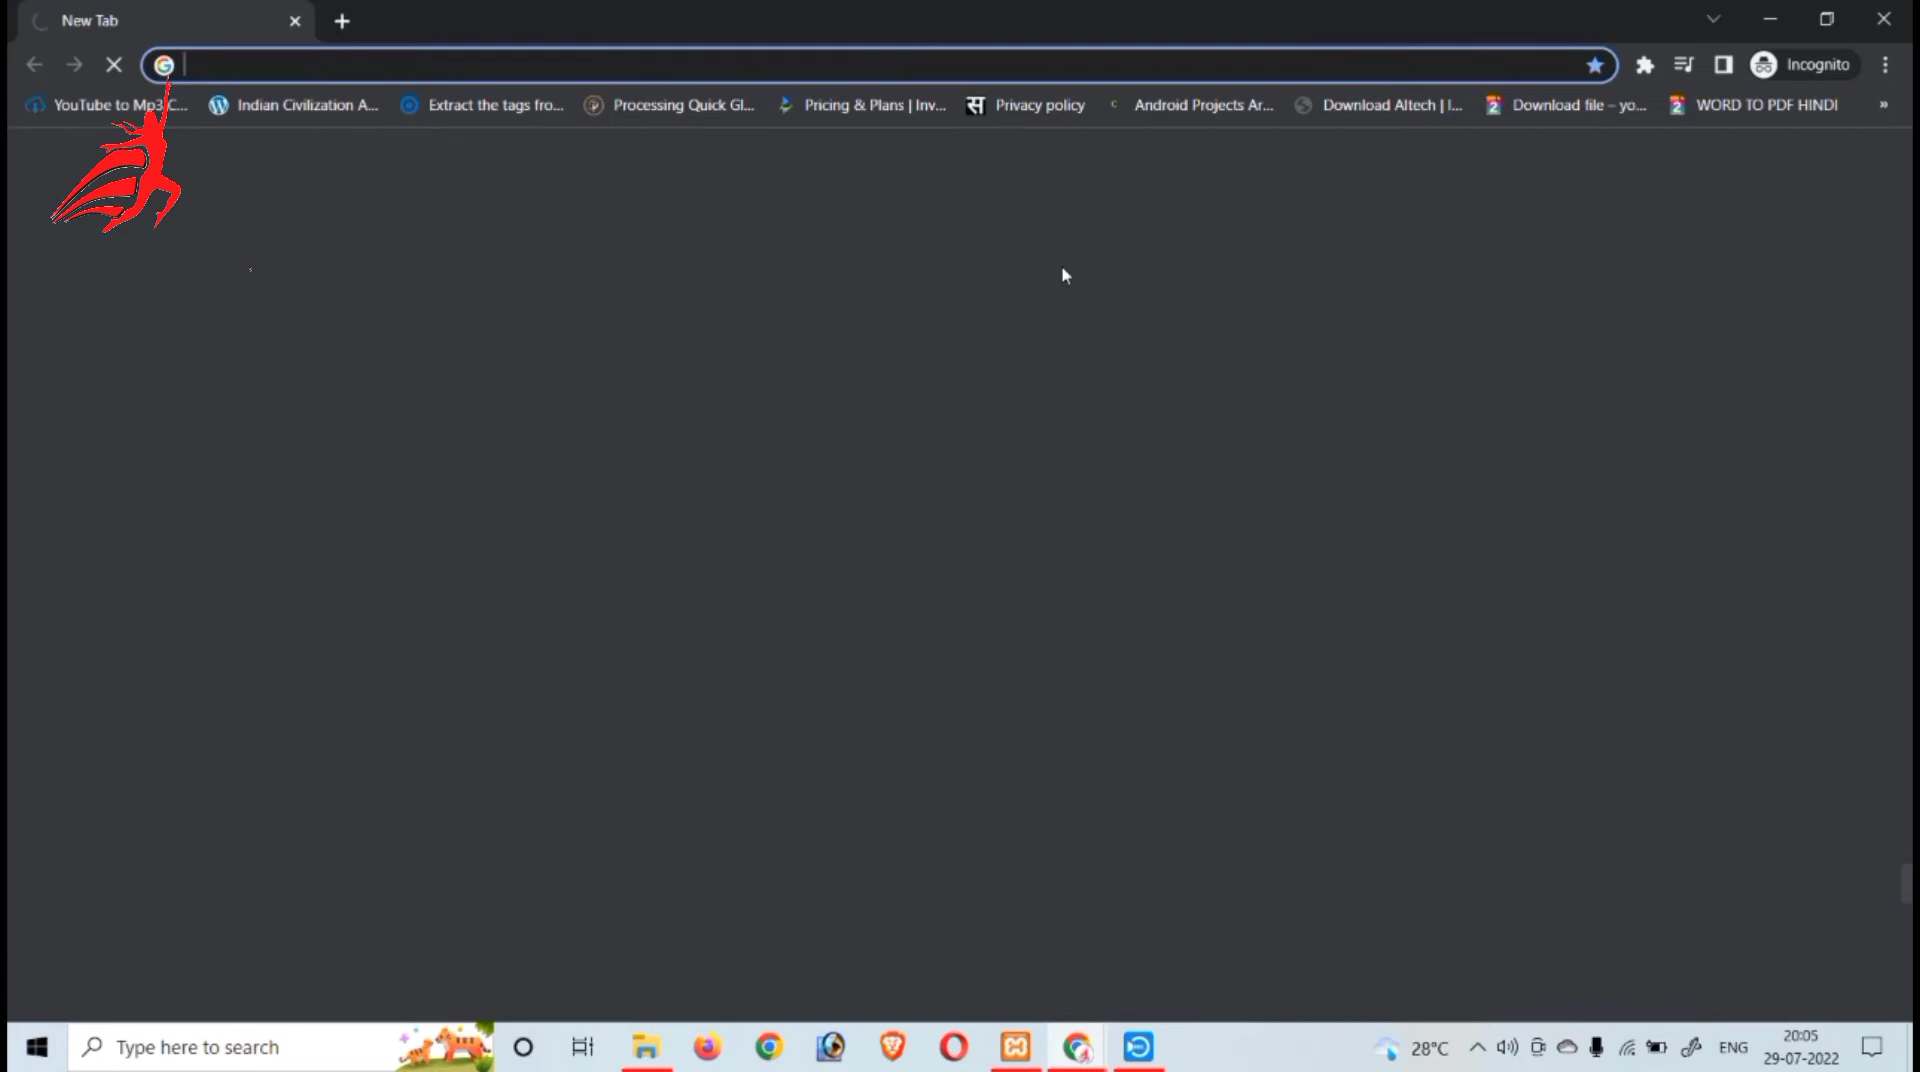 New Tab
Incognito
YouTube to Mp3 C... Indian Civilization A... Extract the tags fro... Processing Quick Gl... Pricing & Plans | Inv... स Privacy policy Android Projects Ar... Download AItech | I... Download file – yo... WORD TO PDF HINDI »
Type here to search
28°C ENG 20:05
29-07-2022